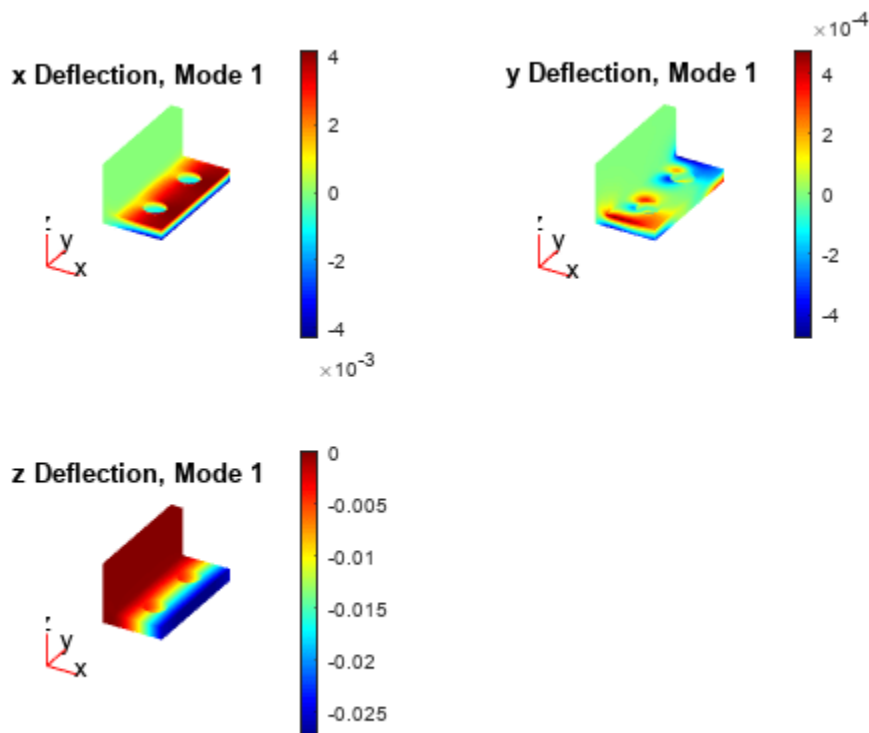 ×10-4
x Deflection, Mode 1
4
2
0
-2
-4
×10-3
y
x
y Deflection, Mode 1
4
2
0
-2
-4
y
x
z Deflection, Mode 1
0
-0.005
-0.01
-0.015
-0.02
-0.025
y
x